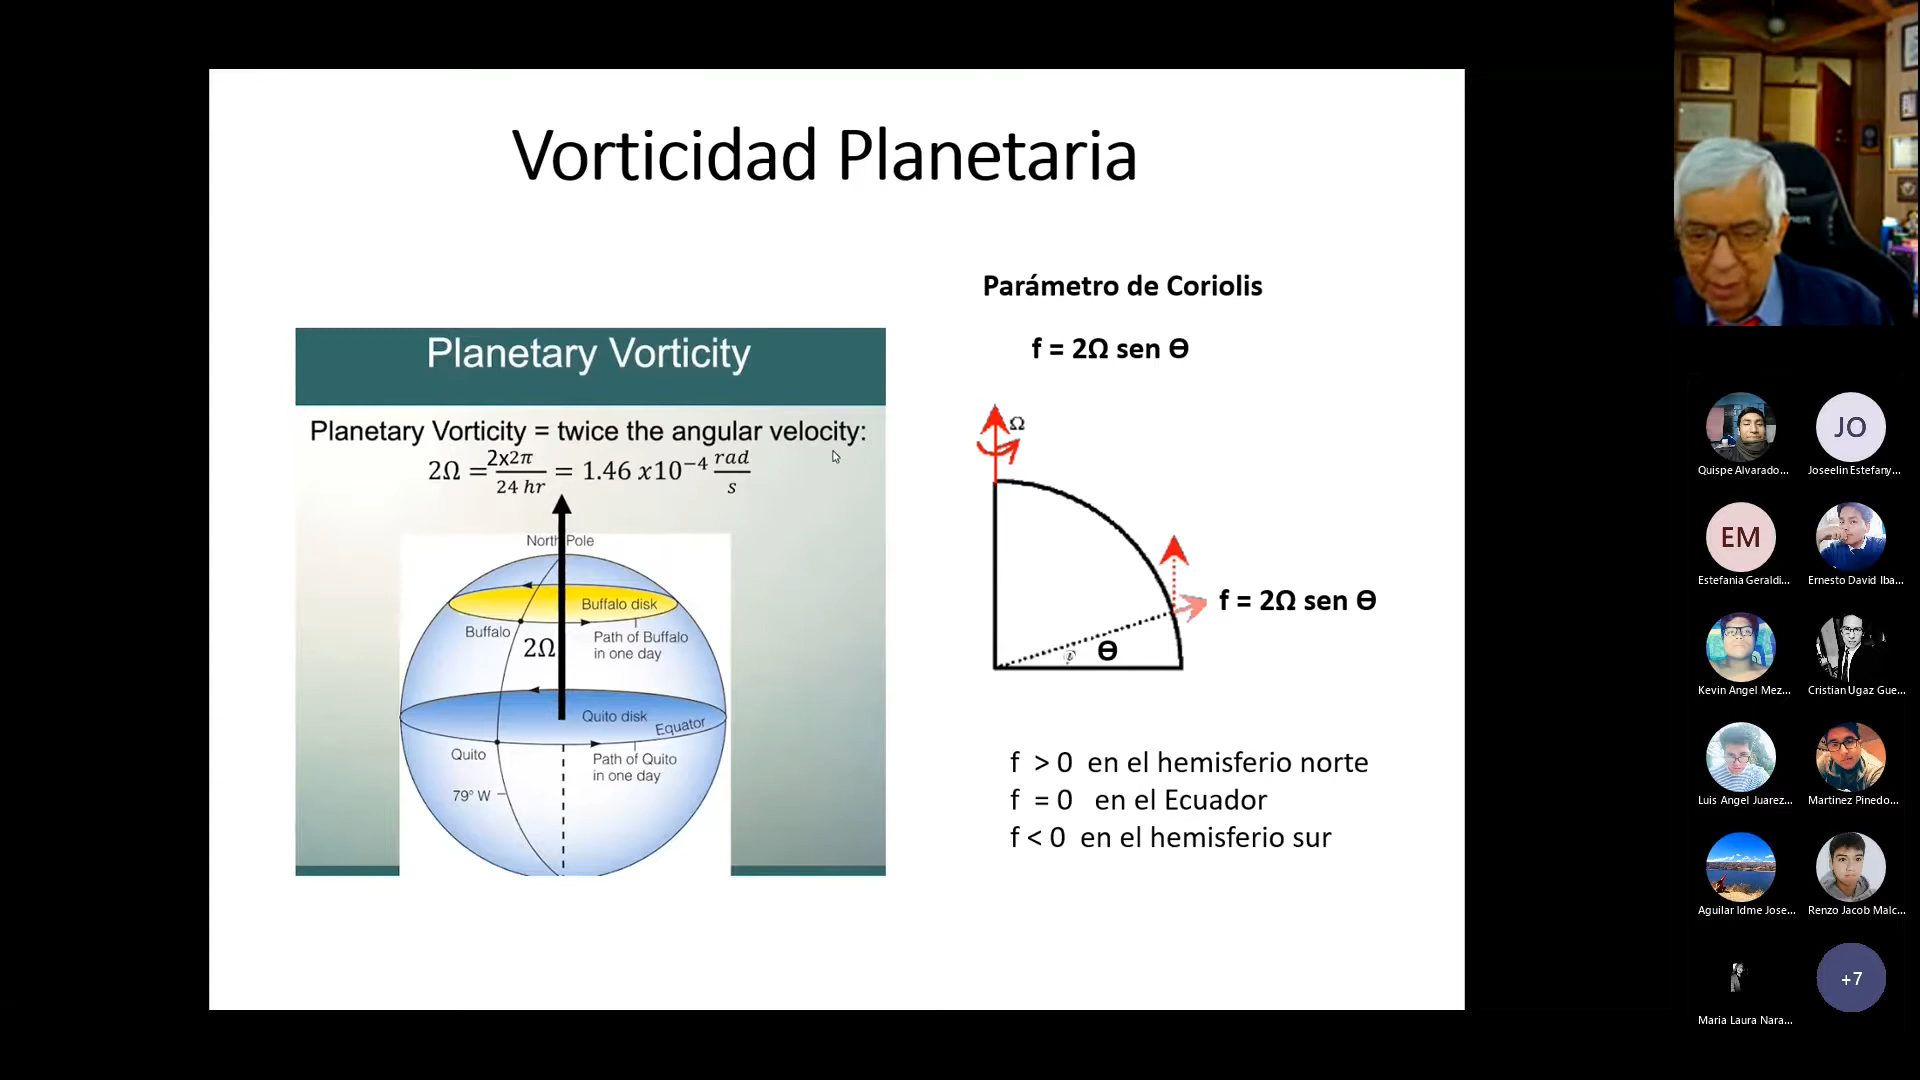 Vorticidad Planetaria
Parámetro de Coriolis
f = 2Ω sen Ɵ
Planetary Vorticity
Planetary Vorticity = twice the angular velocity:
2Ω = 2x2π / 24 hr = 1.46 x10⁻⁴ rad / s
North Pole
Buffalo disk
Buffalo
Path of Buffalo
in one day
2Ω
Quito disk
Equator
Quito
Path of Quito
in one day
79° W
Ω
f = 2Ω sen Ɵ
Ɵ
f > 0 en el hemisferio norte
f = 0 en el Ecuador
f < 0 en el hemisferio sur
Quispe Alvarado...
JO
Joseelin Estefany...
EM
Estefania Geraldi...
Ernesto David Iba...
Kevin Angel Mez...
Cristian Ugaz Gue...
Luis Angel Juarez...
Martinez Pinedo...
Aguilar Idme Jose...
Renzo Jacob Malc...
Maria Laura Nara...
+7